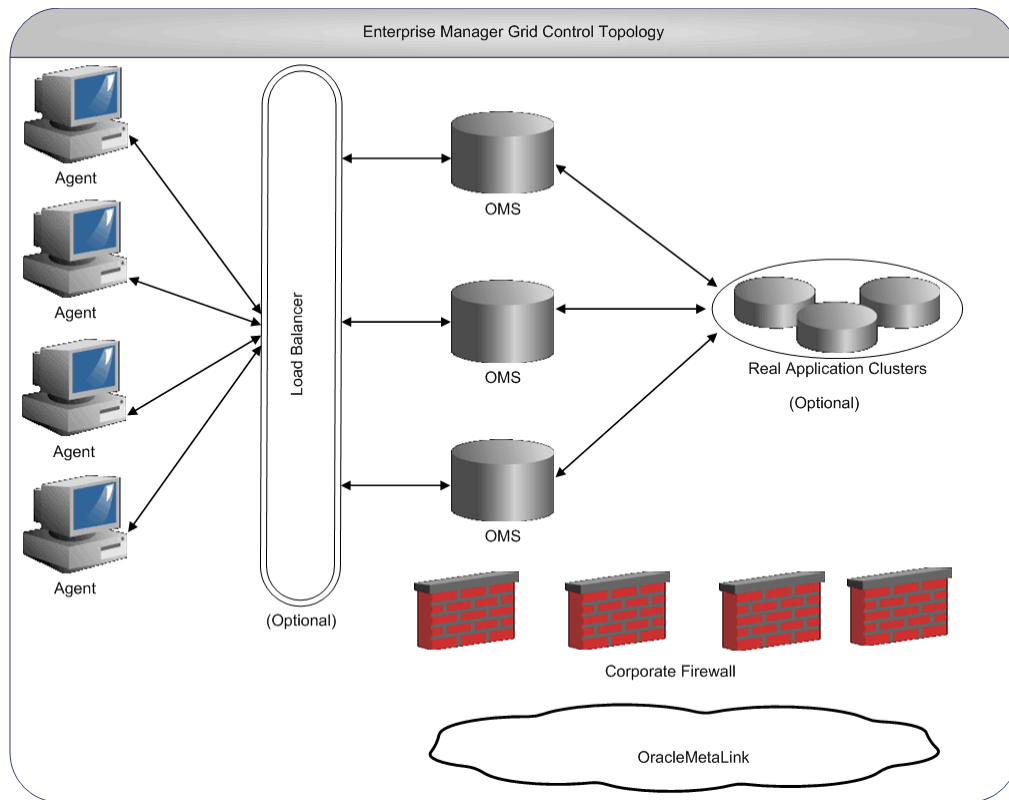 Enterprise Manager Grid Control Topology
Agent
Agent
Agent
Agent
Load Balancer
(Optional)
OMS
OMS
OMS
Real Application Clusters
(Optional)
Corporate Firewall
OracleMetaLink